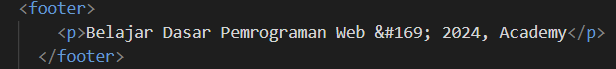 <footer>
<p>Belajar Dasar Pemrograman Web &#169; 2024, Academy</p>
</footer>